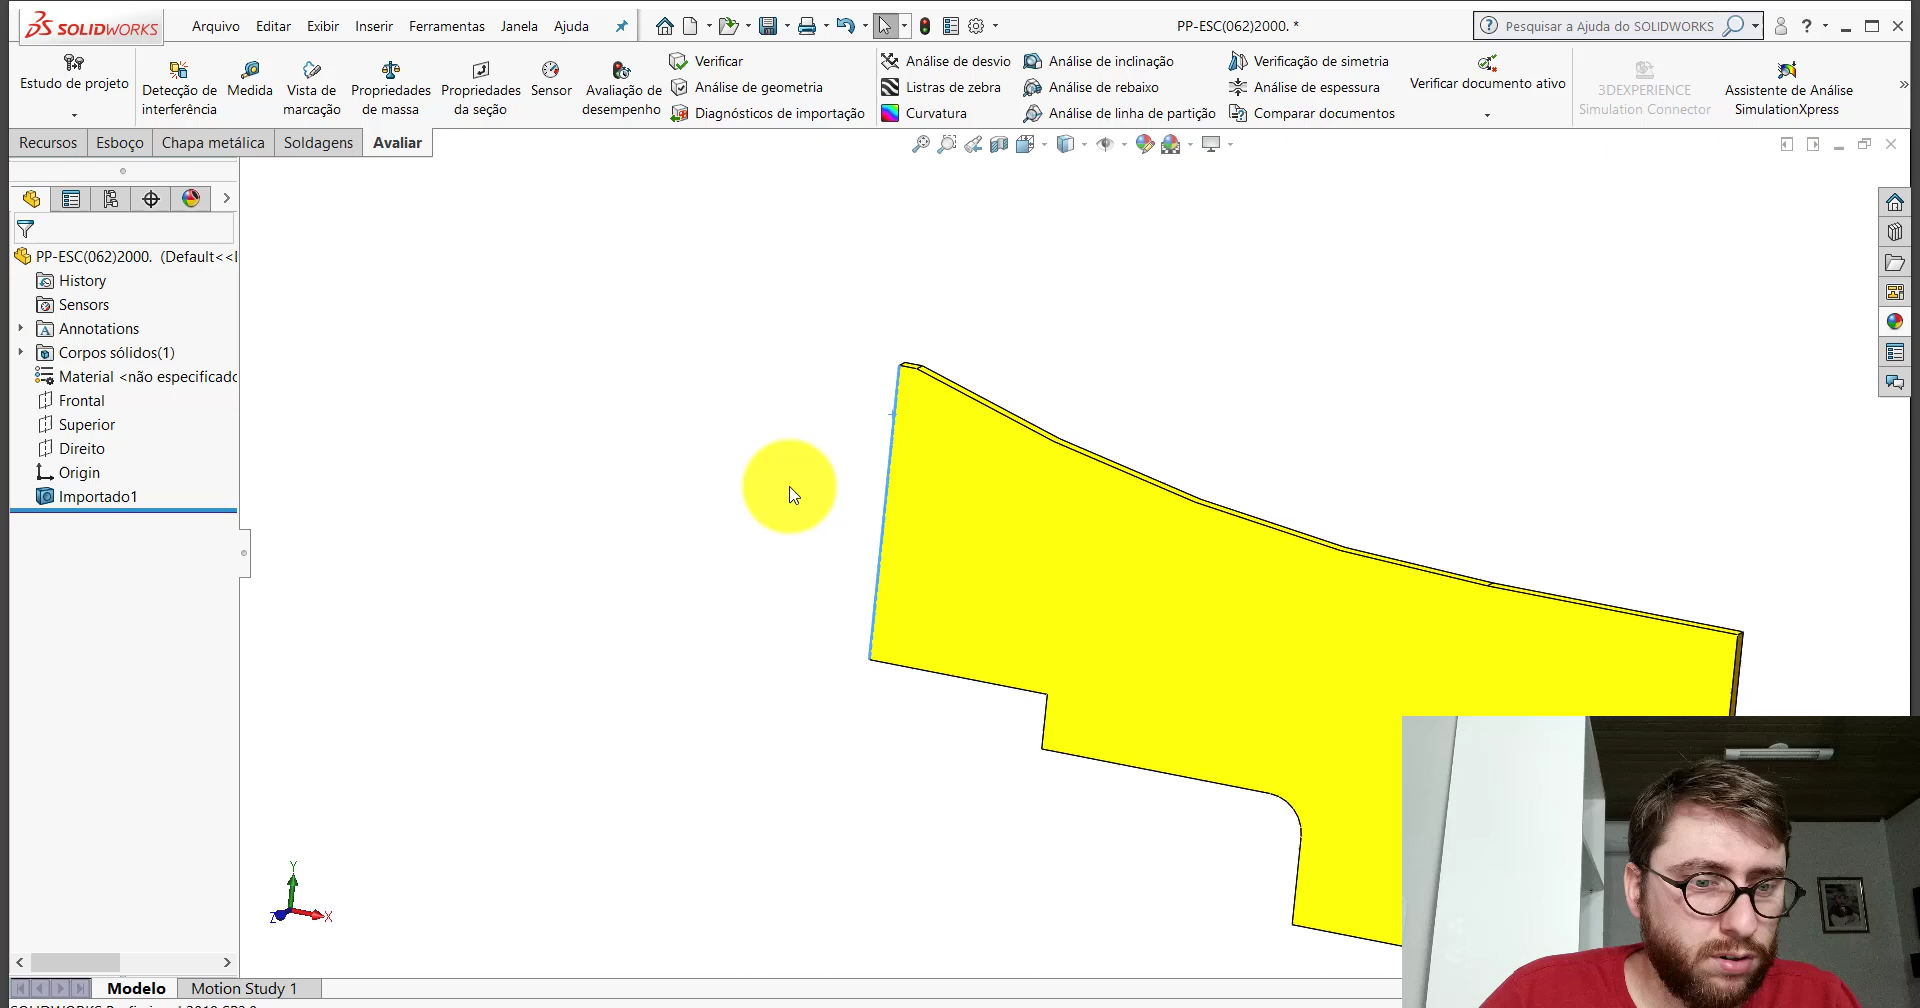 SOLIDWORKS
Arquivo Editar Exibir Inserir Ferramentas Janela Ajuda
PP-ESC(062)2000. *
Pesquisar a Ajuda do SOLIDWORKS
Estudo de projeto
Detecção de interferência
Medida
Vista de marcação
Propriedades de massa
Propriedades da seção
Sensor
Avaliação de desempenho
Verificar
Análise de geometria
Diagnósticos de importação
Análise de desvio
Listras de zebra
Curvatura
Análise de inclinação
Análise de rebaixo
Análise de linha de partição
Verificação de simetria
Análise de espessura
Comparar documentos
Verificar documento ativo
3DEXPERIENCE
Simulation Connector
Assistente de Análise
SimulationXpress
Recursos Esboço Chapa metálica Soldagens Avaliar
PP-ESC(062)2000. (Default<<
History
Sensors
Annotations
Corpos sólidos(1)
Material <não especificado
Frontal
Superior
Direito
Origin
Importado1
Y
Z
X
Modelo Motion Study 1